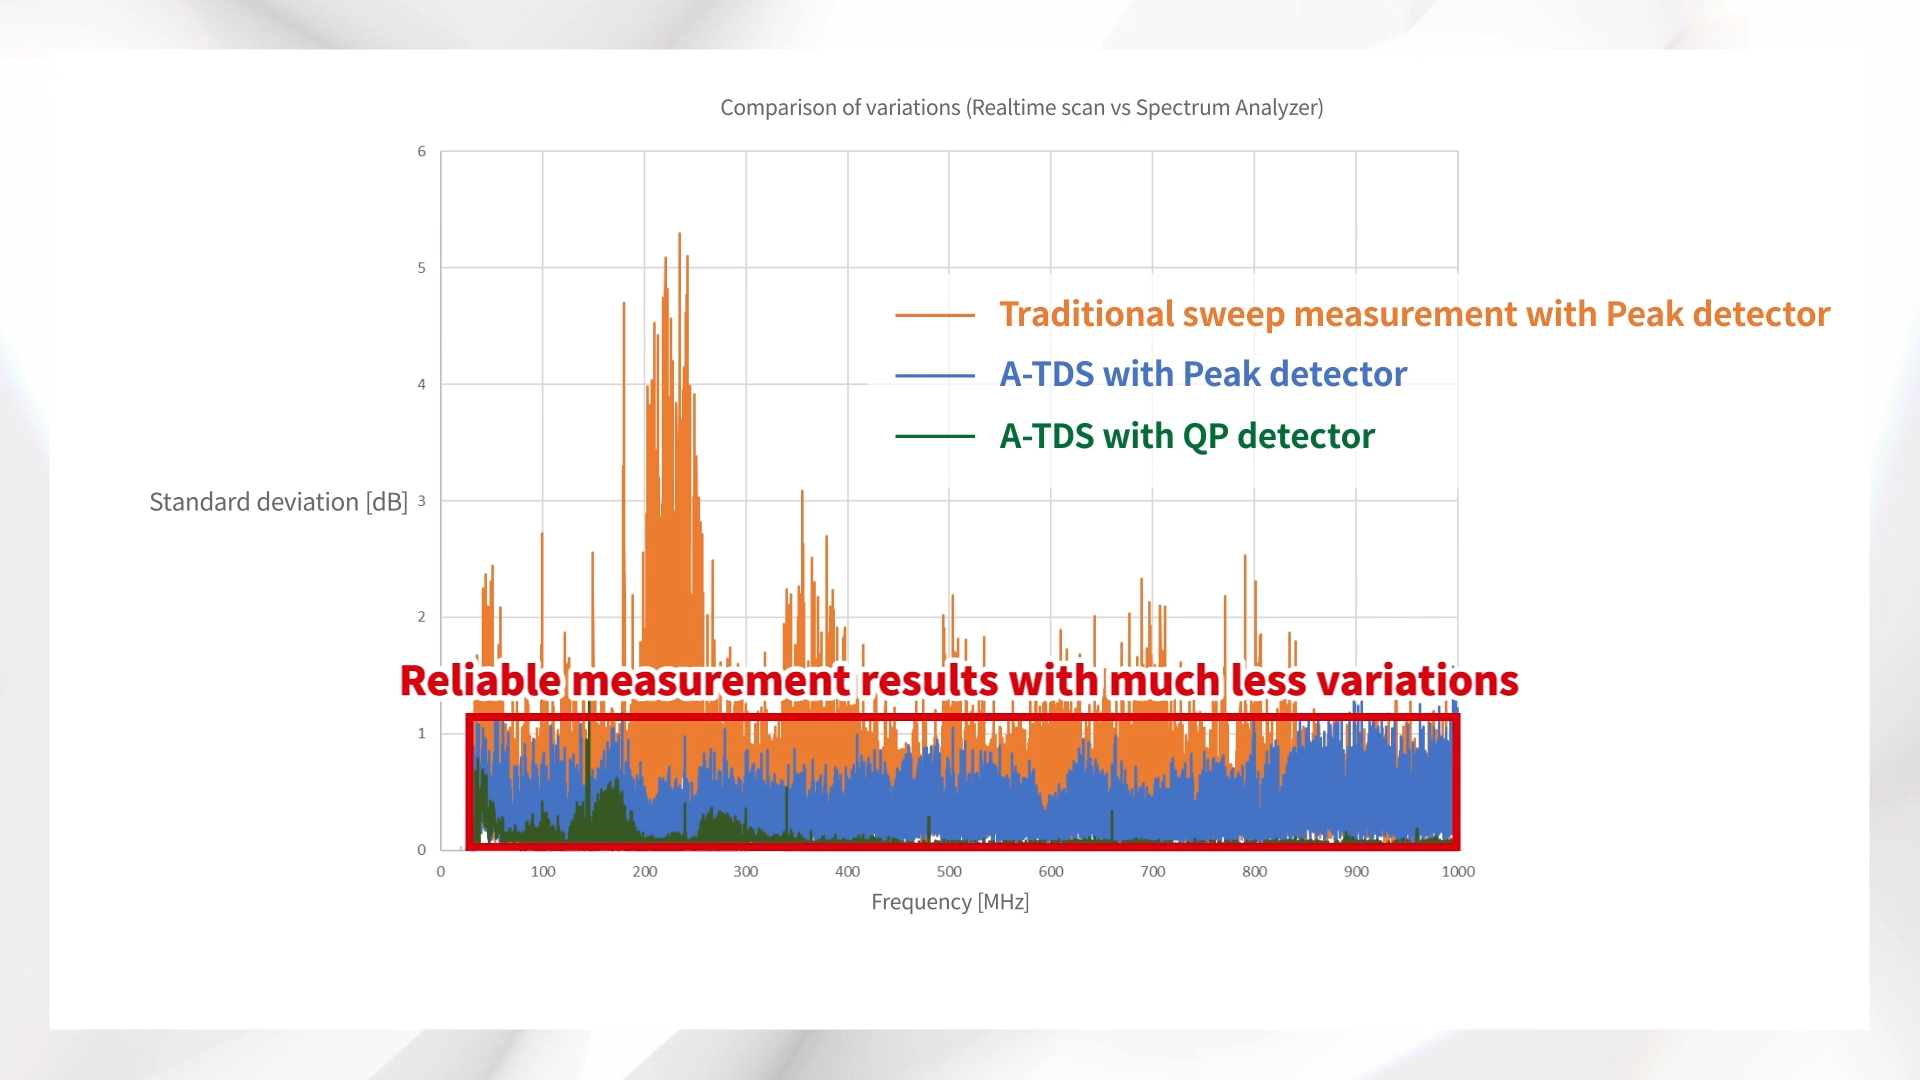 Comparison of variations (Realtime scan vs Spectrum Analyzer)
6
5
Traditional sweep measurement with Peak detector
4
A-TDS with Peak detector
A-TDS with QP detector
Standard deviation [dB]
3
2
Reliable measurement results with much less variations
1
0
0 100 200 300 400 500 600 700 800 900 1000
Frequency [MHz]